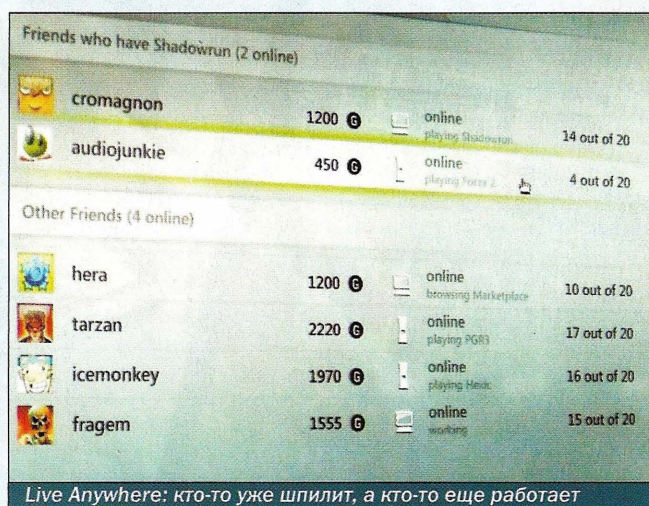 Friends who have Shadowrun (2 online)
cromagnon 1200 G online 14 out of 20
playing Shadowrun
audiojunkie 450 G online 4 out of 20
playing Forza 2
Other Friends (4 online)
hera 1200 G online 10 out of 20
browsing Marketplace
tarzan 2220 G online 17 out of 20
playing PGR3
icemonkey 1970 G online 16 out of 20
playing
fragem 1555 G online 15 out of 20
working
Live Anywhere: кто-то уже шпилит, а кто-то еще работает